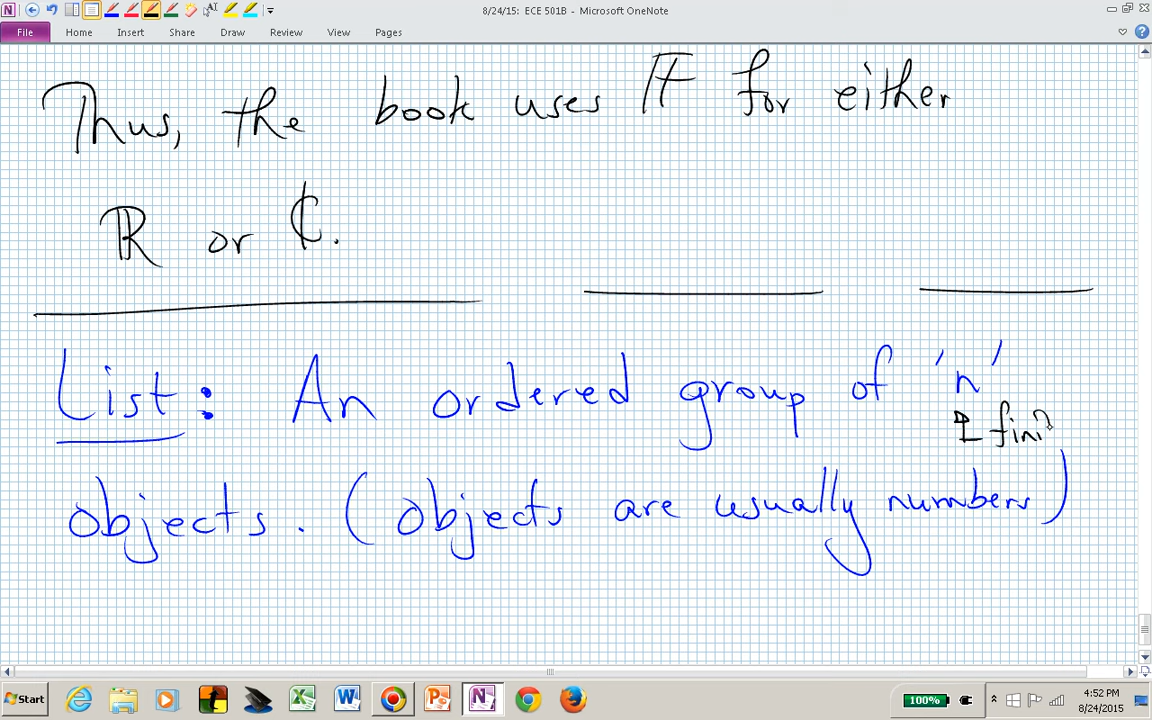 8/24/15: ECE 501B - Microsoft OneNote
File Home Insert Share Draw Review View Pages
Thus, the book uses 𝔽 for either
ℝ or ℂ.
List: An ordered group of 'n'
↑ fini
objects. (objects are usually numbers)
Start
100%
4:52 PM
8/24/2015